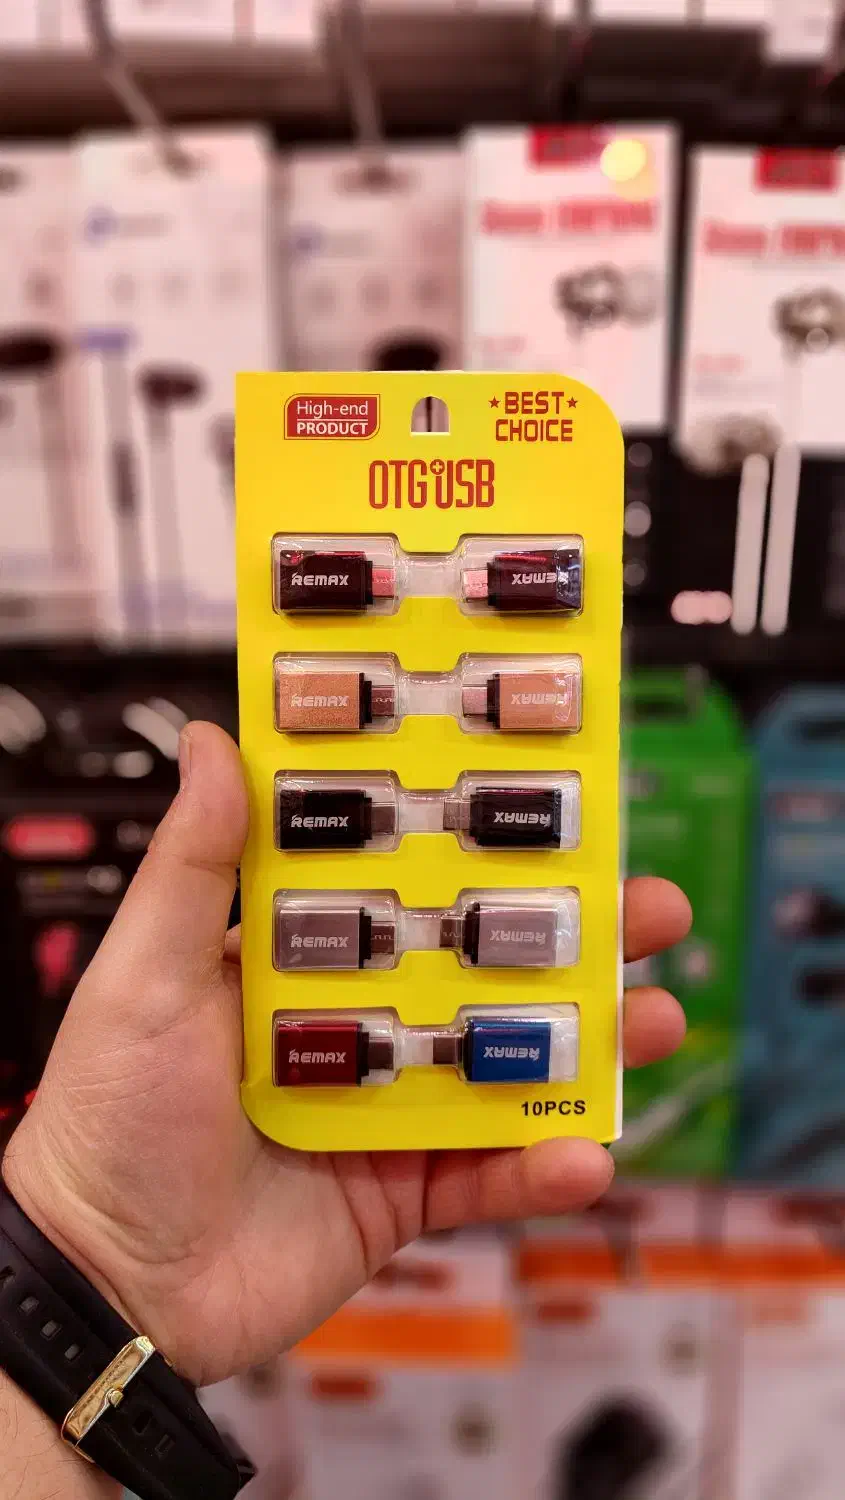 High-end
PRODUCT
BEST
CHOICE
OTG USB
REMAX
REMAX
REMAX
REMAX
REMAX
REMAX
REMAX
REMAX
REMAX
REMAX
10PCS